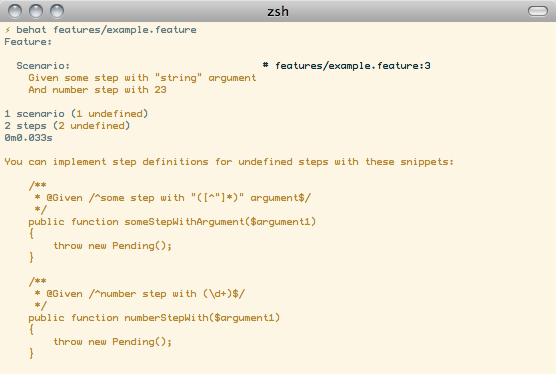 zsh
⚡ behat features/example.feature
Feature:

  Scenario:                                # features/example.feature:3
    Given some step with "string" argument
    And number step with 23

1 scenario (1 undefined)
2 steps (2 undefined)
0m0.033s

You can implement step definitions for undefined steps with these snippets:

    /**
     * @Given /^some step with "([^"]*)" argument$/
     */
    public function someStepWithArgument($argument1)
    {
        throw new Pending();
    }

    /**
     * @Given /^number step with (\d+)$/
     */
    public function numberStepWith($argument1)
    {
        throw new Pending();
    }